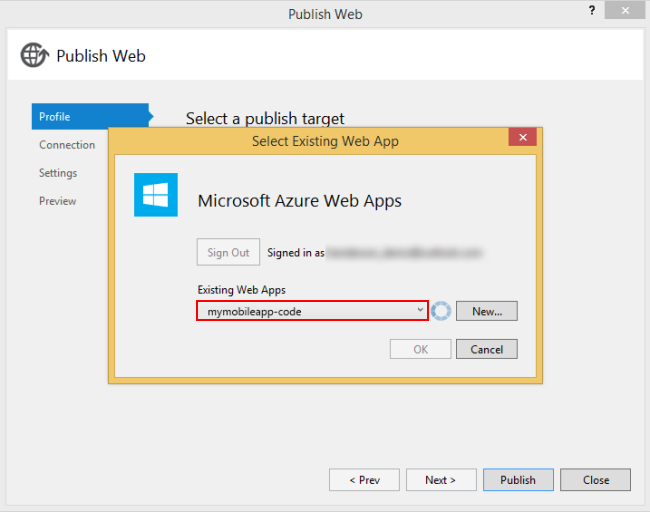 Publish Web
?
Publish Web
Profile
Select a publish target
Connection
Settings
Preview
Select Existing Web App
Microsoft Azure Web Apps
Sign Out Signed in as
Existing Web Apps
mymobileapp-code New...
OK Cancel
< Prev Next > Publish Close